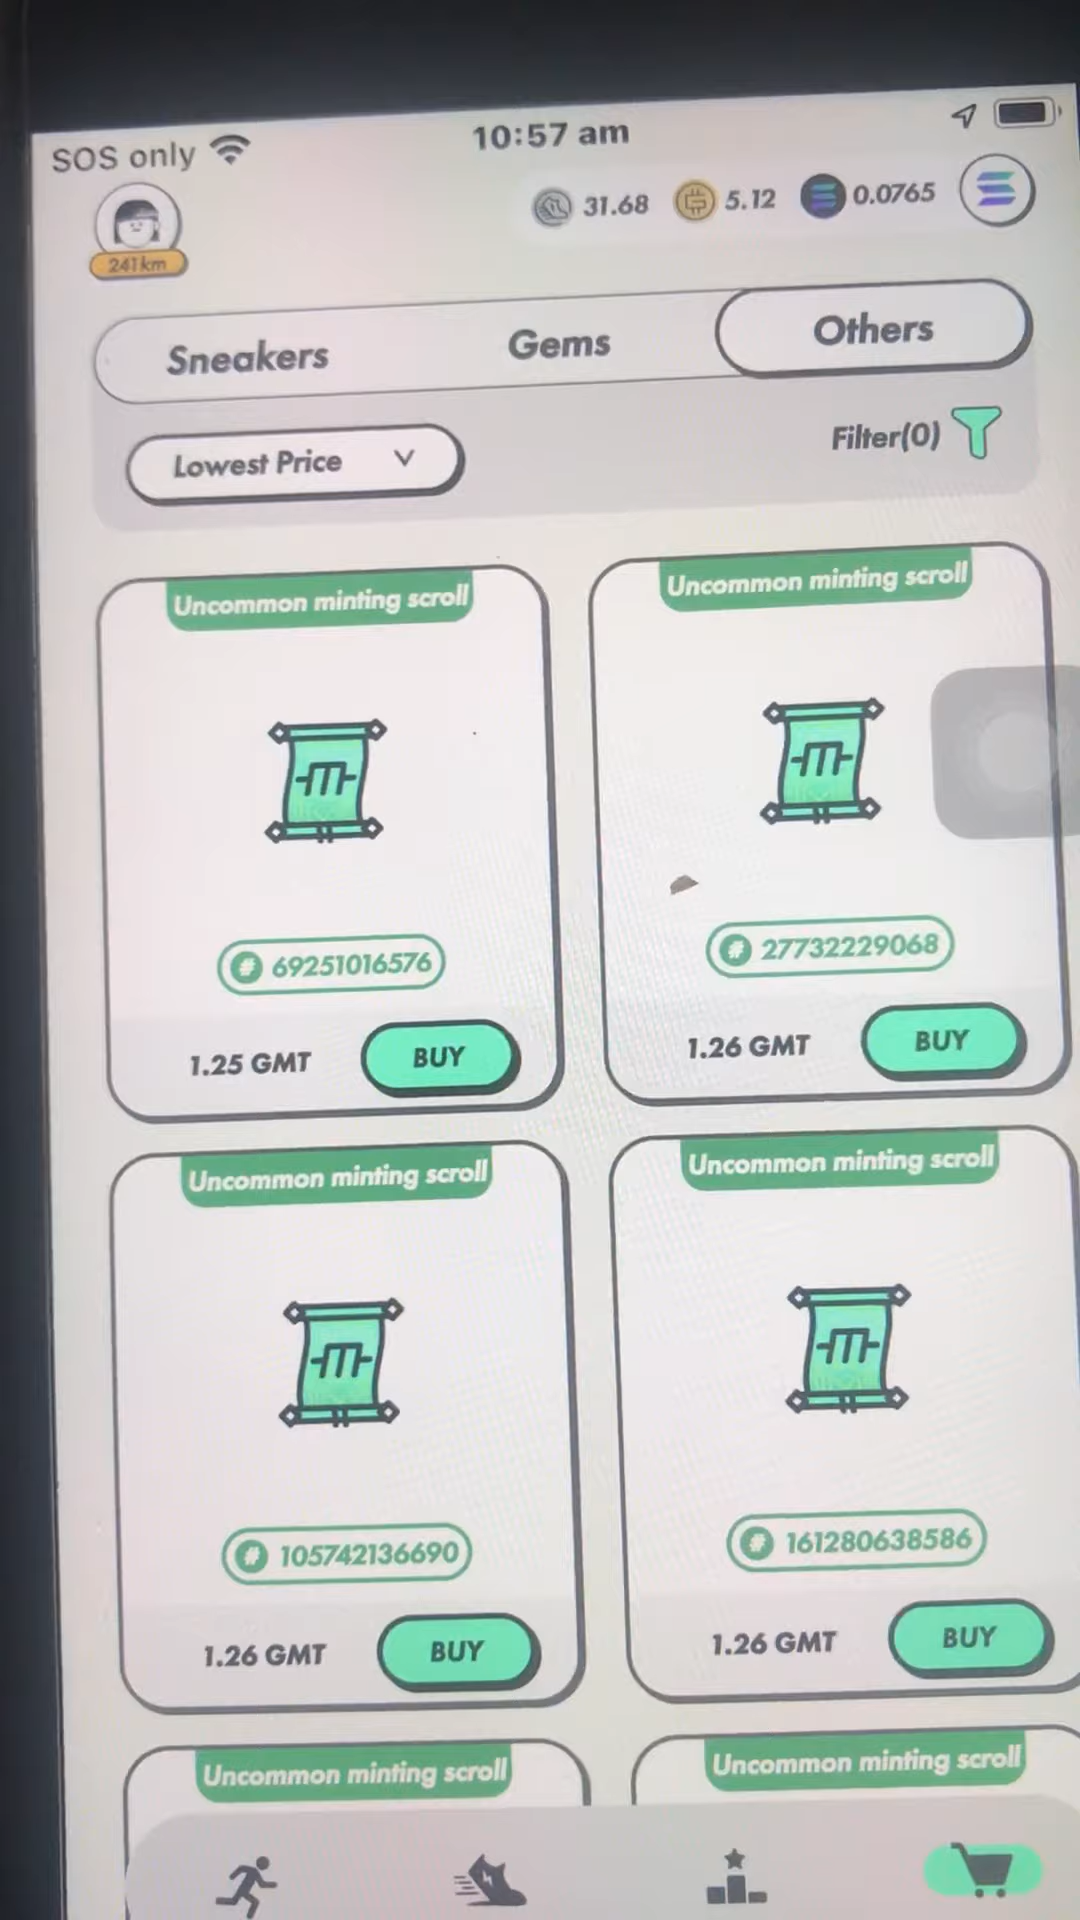 SOS only
10:57 am
31.68
5.12
0.0765
241km
Sneakers
Gems
Others
Lowest Price
Filter(0)
Uncommon minting scroll
Uncommon minting scroll
# 69251016576
# 27732229068
1.25 GMT
BUY
1.26 GMT
BUY
Uncommon minting scroll
Uncommon minting scroll
# 105742136690
# 161280638586
1.26 GMT
BUY
1.26 GMT
BUY
Uncommon minting scroll
Uncommon minting scroll